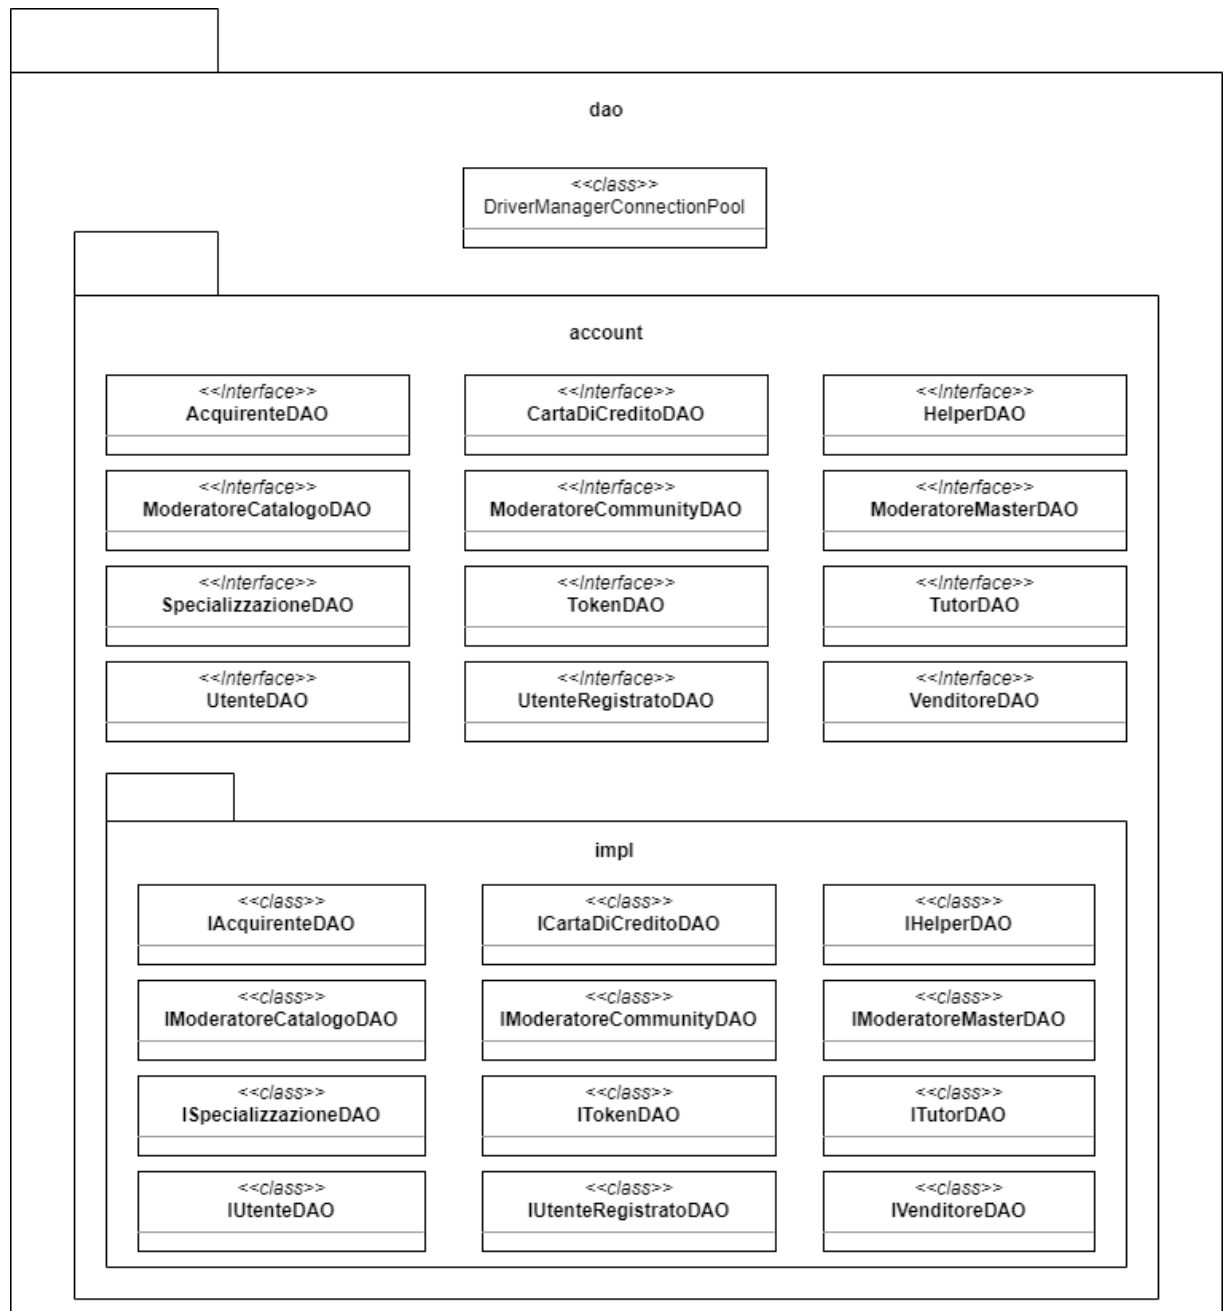 dao
<<class>>
DriverManagerConnectionPool
account
<<Interface>>
AcquirenteDAO
<<Interface>>
CartaDiCreditoDAO
<<Interface>>
HelperDAO
<<Interface>>
ModeratoreCatalogoDAO
<<Interface>>
ModeratoreCommunityDAO
<<Interface>>
ModeratoreMasterDAO
<<Interface>>
SpecializzazioneDAO
<<Interface>>
TokenDAO
<<Interface>>
TutorDAO
<<Interface>>
UtenteDAO
<<Interface>>
UtenteRegistratoDAO
<<Interface>>
VenditoreDAO
impl
<<class>>
IAcquirenteDAO
<<class>>
ICartaDiCreditoDAO
<<class>>
IHelperDAO
<<class>>
IModeratoreCatalogoDAO
<<class>>
IModeratoreCommunityDAO
<<class>>
IModeratoreMasterDAO
<<class>>
ISpecializzazioneDAO
<<class>>
ITokenDAO
<<class>>
ITutorDAO
<<class>>
IUtenteDAO
<<class>>
IUtenteRegistratoDAO
<<class>>
IVenditoreDAO